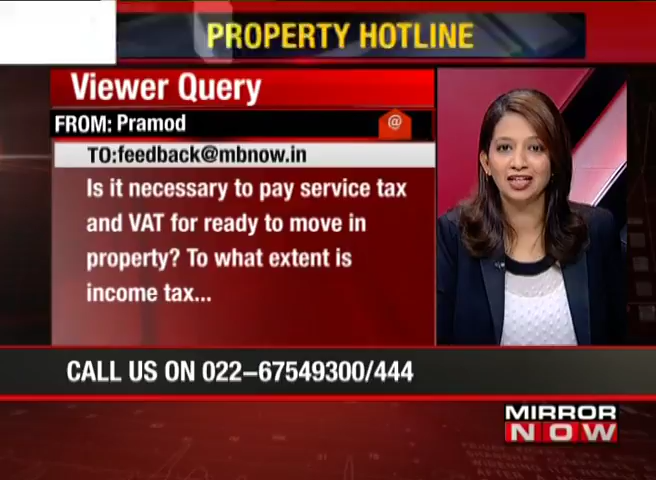 PROPERTY HOTLINE
Viewer Query
FROM: Pramod
@
TO:feedback@mbnow.in
Is it necessary to pay service tax
and VAT for ready to move in
property? To what extent is
income tax...
CALL US ON 022–67549300/444
MIRROR
NOW